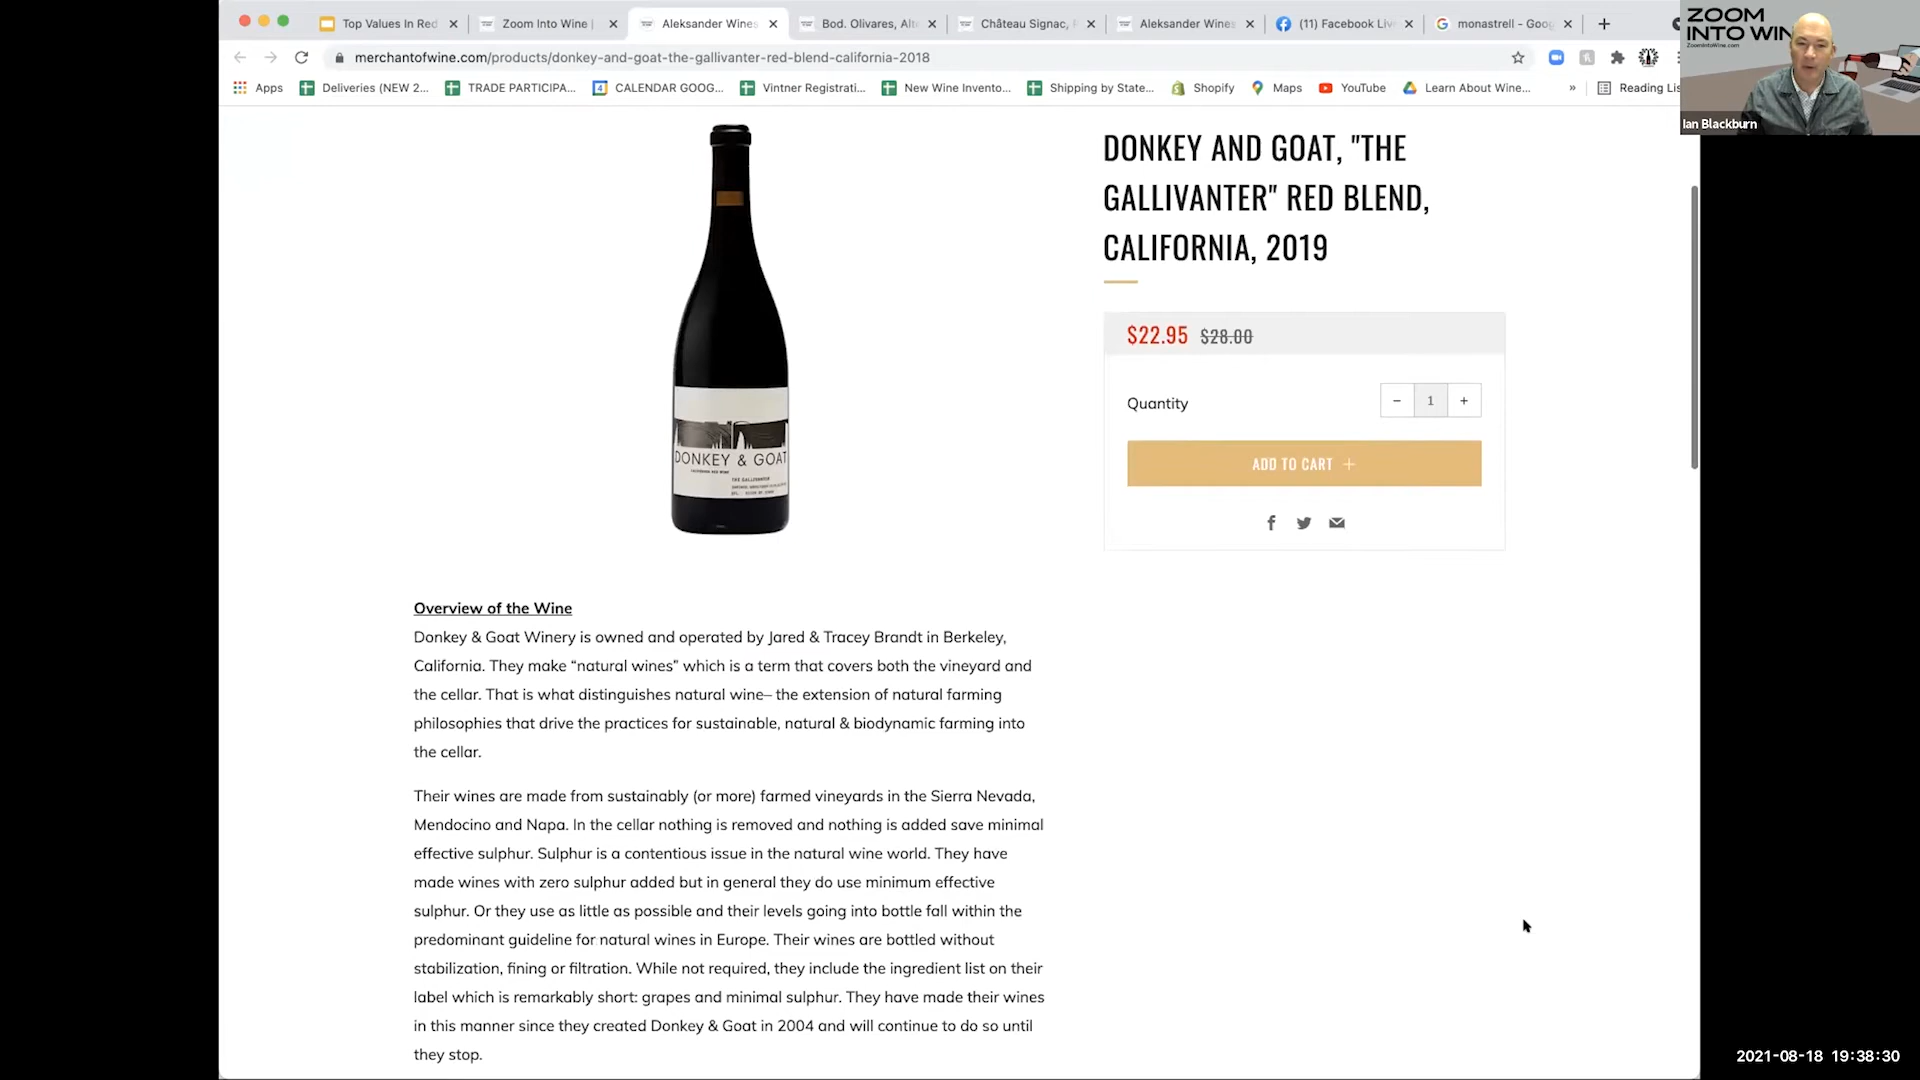 Top Values In Red
Zoom Into Wine |
Aleksander Wines
Bod. Olivares, Alt
Château Signac,
Aleksander Wines
(11) Facebook Liv
monastrell - Goog
merchantofwine.com/products/donkey-and-goat-the-gallivanter-red-blend-california-2018
Apps
Deliveries (NEW 2...
TRADE PARTICIPA...
CALENDAR GOOG...
Vintner Registrati...
New Wine Invento...
Shipping by State...
Shopify
Maps
YouTube
Learn About Wine...
»
Reading Lis
ZOOM
INTO WIN
ZoomIntoWine.com
Ian Blackburn
DONKEY AND GOAT, "THE
GALLIVANTER" RED BLEND,
CALIFORNIA, 2019
$22.95 $28.00
Quantity
− 1 +
ADD TO CART +
DONKEY & GOAT
CALIFORNIA RED WINE
THE GALLIVANTER
Overview of the Wine
Donkey & Goat Winery is owned and operated by Jared & Tracey Brandt in Berkeley,
California. They make “natural wines” which is a term that covers both the vineyard and
the cellar. That is what distinguishes natural wine– the extension of natural farming
philosophies that drive the practices for sustainable, natural & biodynamic farming into
the cellar.
Their wines are made from sustainably (or more) farmed vineyards in the Sierra Nevada,
Mendocino and Napa. In the cellar nothing is removed and nothing is added save minimal
effective sulphur. Sulphur is a contentious issue in the natural wine world. They have
made wines with zero sulphur added but in general they do use minimum effective
sulphur. Or they use as little as possible and their levels going into bottle fall within the
predominant guideline for natural wines in Europe. Their wines are bottled without
stabilization, fining or filtration. While not required, they include the ingredient list on their
label which is remarkably short: grapes and minimal sulphur. They have made their wines
in this manner since they created Donkey & Goat in 2004 and will continue to do so until
they stop.
2021-08-18 19:38:30